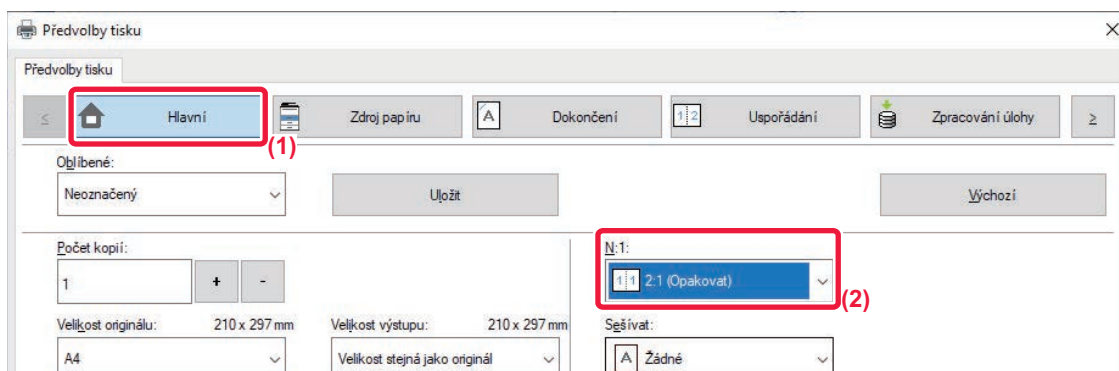 Předvolby tisku
Předvolby tisku
Hlavní
Zdroj papíru
Dokončení
Uspořádání
Zpracování úlohy
(1)
Oblíbené:
Neoznačený
Uložit
Výchozí
Počet kopií:
1
+ -
N:1:
2:1 (Opakovat)
(2)
Velikost originálu: 210 x 297 mm
Velikost výstupu: 210 x 297 mm
Sešívat:
A4
Velikost stejná jako originál
Žádné